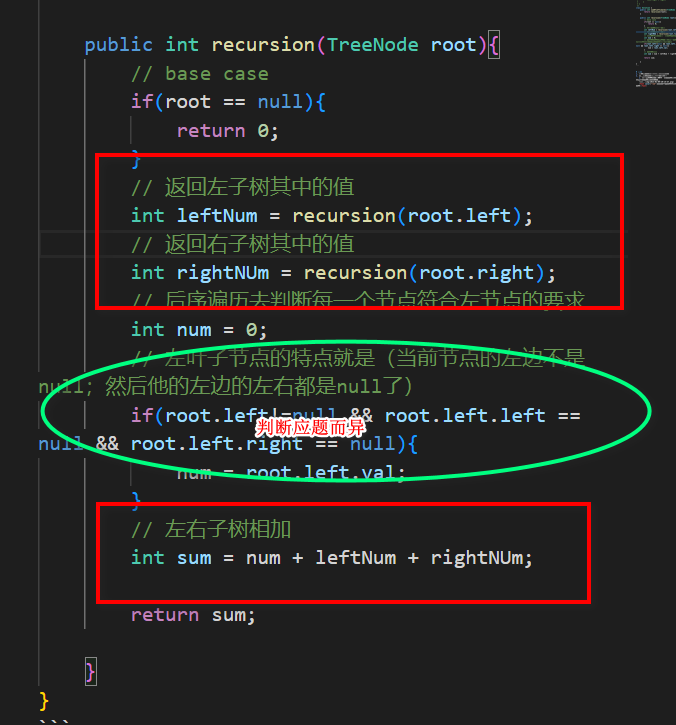 public int recursion(TreeNode root){
// base case
if(root == null){
return 0;
}
// 返回左子树其中的值
int leftNum = recursion(root.left);
// 返回右子树其中的值
int rightNUm = recursion(root.right);
// 后序遍历去判断每一个节点符合左节点的要求
int num = 0;
// 左叶子节点的特点就是（当前节点的左边不是
null; 然后他的左边的左右都是null了）
if(root.left!=null && root.left.left ==
判断应题而异
null && root.left.right == null){
num = root.left.val;
}
// 左右子树相加
int sum = num + leftNum + rightNUm;
return sum;
}
}
```